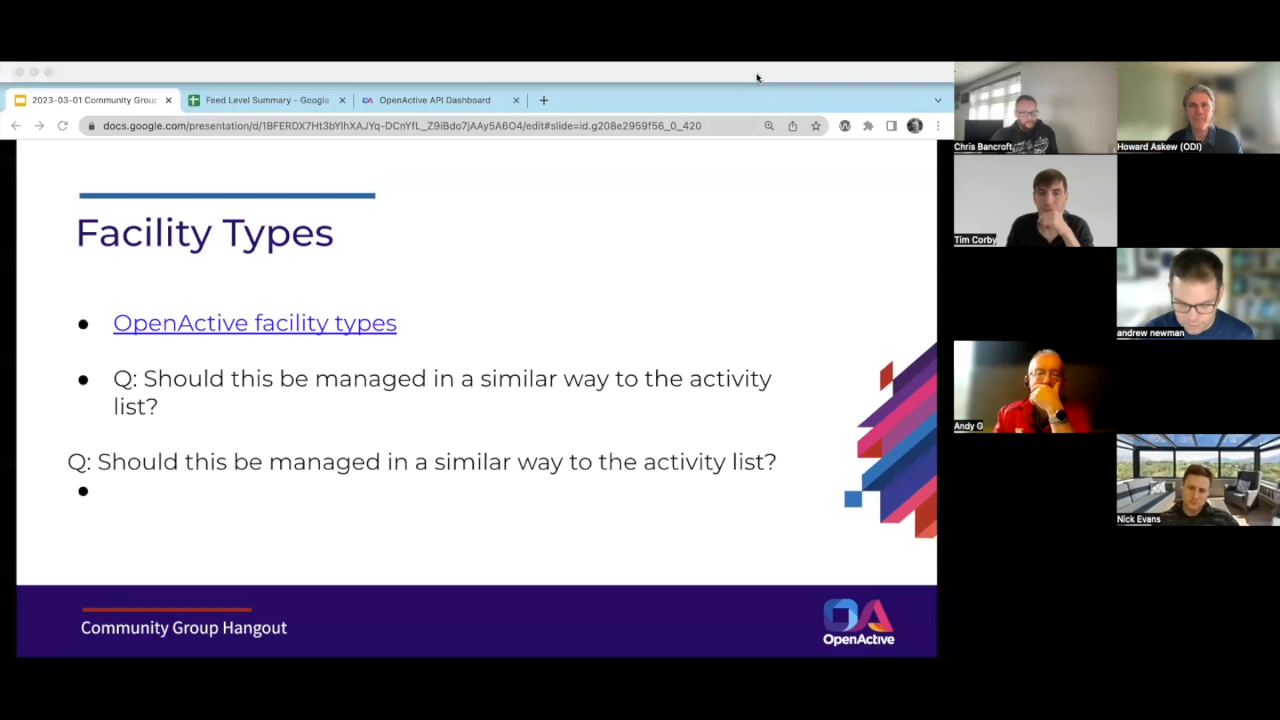 2023-03-01 Community Grou
Feed Level Summary - Google
OpenActive API Dashboard
docs.google.com/presentation/d/1BFERDX7Ht38YlhXAJYq-DCnYfL_Z9iBdo7jAAy5A6O4/edit#slide=id.g208e2959f56_0_420
Facility Types
● OpenActive facility types
● Q: Should this be managed in a similar way to the activity
list?
Q: Should this be managed in a similar way to the activity list?
●
Community Group Hangout
OA
OpenActive
Chris Bancroft
Howard Askew (ODI)
Tim Corby
andrew newman
Andy G
Nick Evans